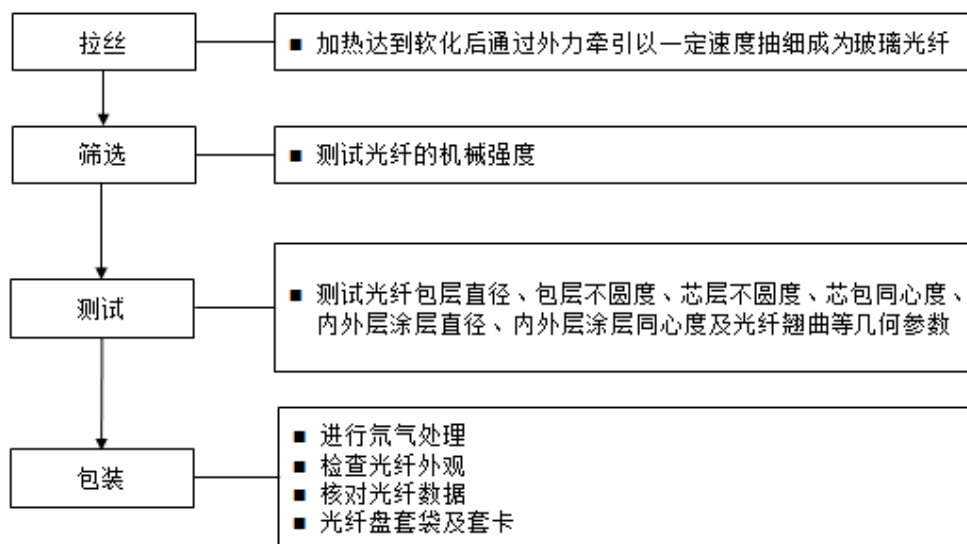 拉丝
■ 加热达到软化后通过外力牵引以一定速度抽细成为玻璃光纤
筛选
■ 测试光纤的机械强度
测试
■ 测试光纤包层直径、包层不圆度、芯层不圆度、芯包同心度、
内外层涂层直径、内外层涂层同心度及光纤翘曲等几何参数
包装
■ 进行氘气处理
■ 检查光纤外观
■ 核对光纤数据
■ 光纤盘套袋及套卡